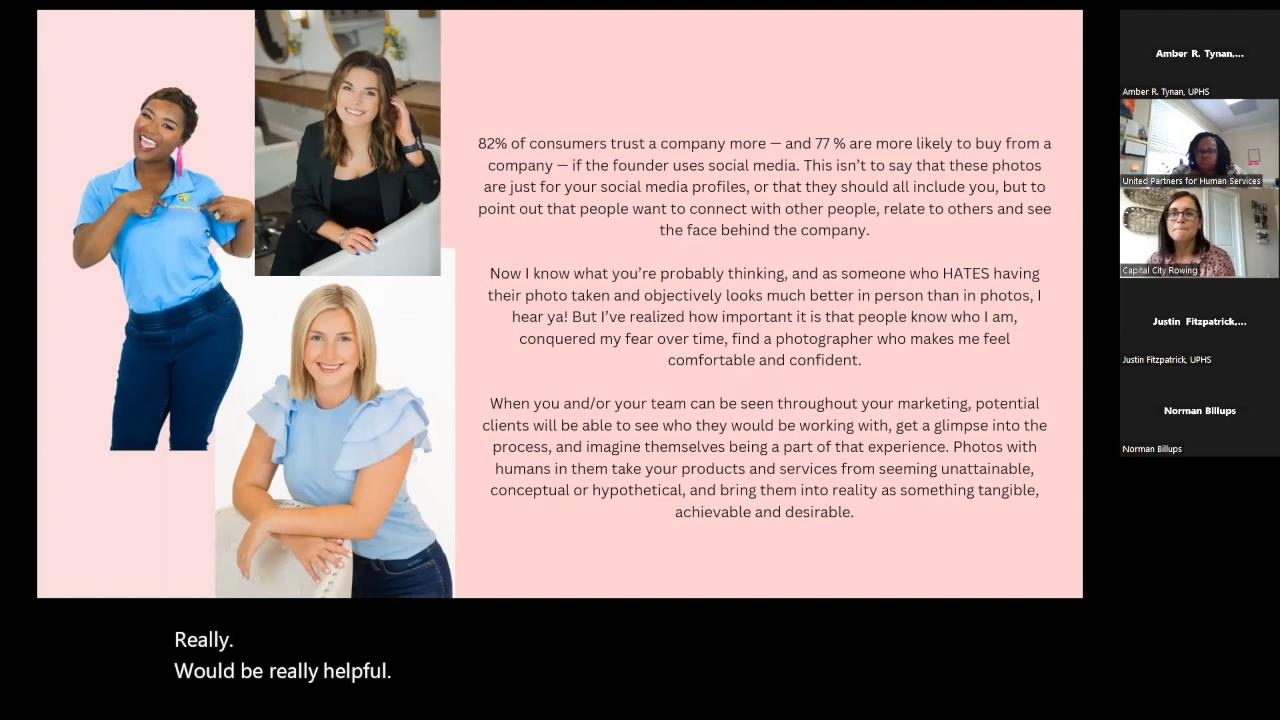 82% of consumers trust a company more — and 77 % are more likely to buy from a
company — if the founder uses social media. This isn't to say that these photos
are just for your social media profiles, or that they should all include you, but to
point out that people want to connect with other people, relate to others and see
the face behind the company.
Now I know what you're probably thinking, and as someone who HATES having
their photo taken and objectively looks much better in person than in photos, I
hear ya! But I've realized how important it is that people know who I am,
conquered my fear over time, find a photographer who makes me feel
comfortable and confident.
When you and/or your team can be seen throughout your marketing, potential
clients will be able to see who they would be working with, get a glimpse into the
process, and imagine themselves being a part of that experience. Photos with
humans in them take your products and services from seeming unattainable,
conceptual or hypothetical, and bring them into reality as something tangible,
achievable and desirable.
Amber R. Tynan,...
Amber R. Tynan, UPHS
United Partners for Human Services
Capital City Rowing
Justin Fitzpatrick,...
Justin Fitzpatrick, UPHS
Norman Billups
Norman Billups
Really.
Would be really helpful.